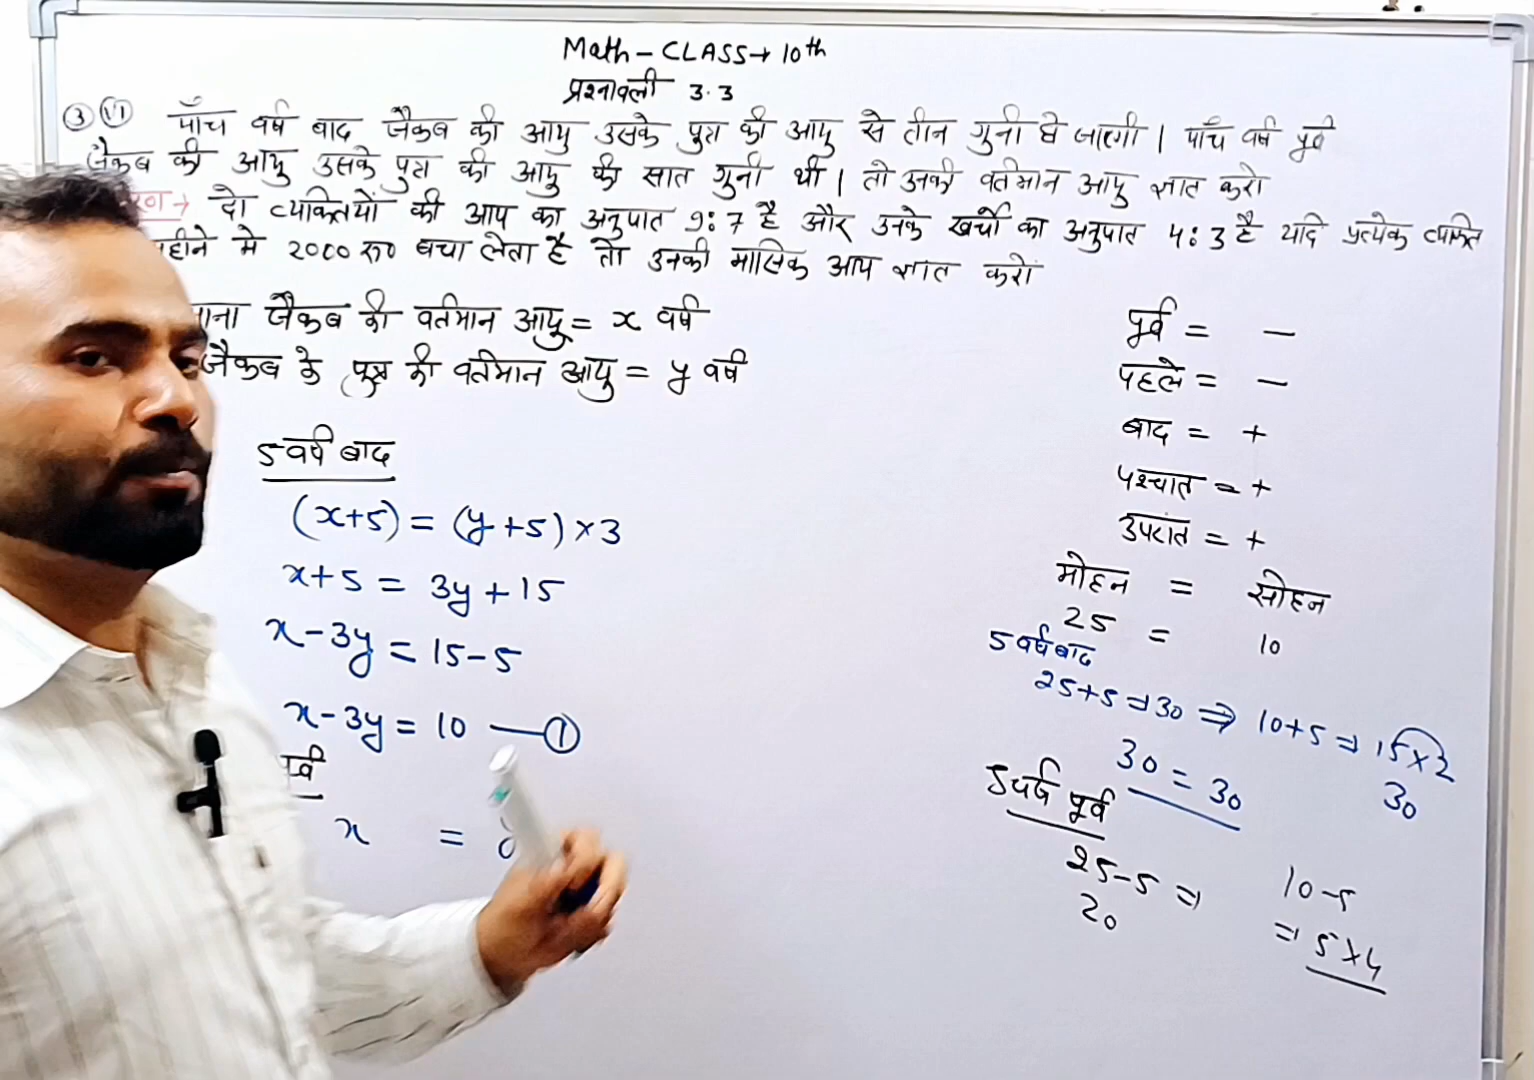 Math - CLASS → 10th
प्रश्नावली 3.3
③ (VI) पाँच वर्ष बाद जैकब की आयु उसके पुत्र की आयु से तीन गुनी हो जाएगी । पाँच वर्ष पूर्व
जैकब की आयु उसके पुत्र की आयु की सात गुनी थी । तो उनकी वर्तमान आयु ज्ञात करो
रण → दो व्यक्तियों की आय का अनुपात 9:7 है और उनके खर्चों का अनुपात 4:3 है यदि प्रत्येक व्यक्ति
महीने मे 2000 रू0 बचा लेता है तो उनकी मासिक आय ज्ञात करों
माना जैकब की वर्तमान आयु = x वर्ष
जैकब के पुत्र की वर्तमान आयु = y वर्ष
5 वर्ष बाद
(x+5) = (y+5)×3
x+5 = 3y+15
x-3y = 15-5
x-3y = 10 —①
पूर्व
x =
पूर्व = -
पहले = -
बाद = +
पश्चात = +
उपरांत = +
मोहन = सोहन
25 = 10
5 वर्ष बाद
25+5 ⇒ 30 ⇒ 10+5 ⇒ 15×2
30 = 30 30
5 वर्ष पूर्व
25-5 ⇒ 10-5
20 ⇒ 5×4